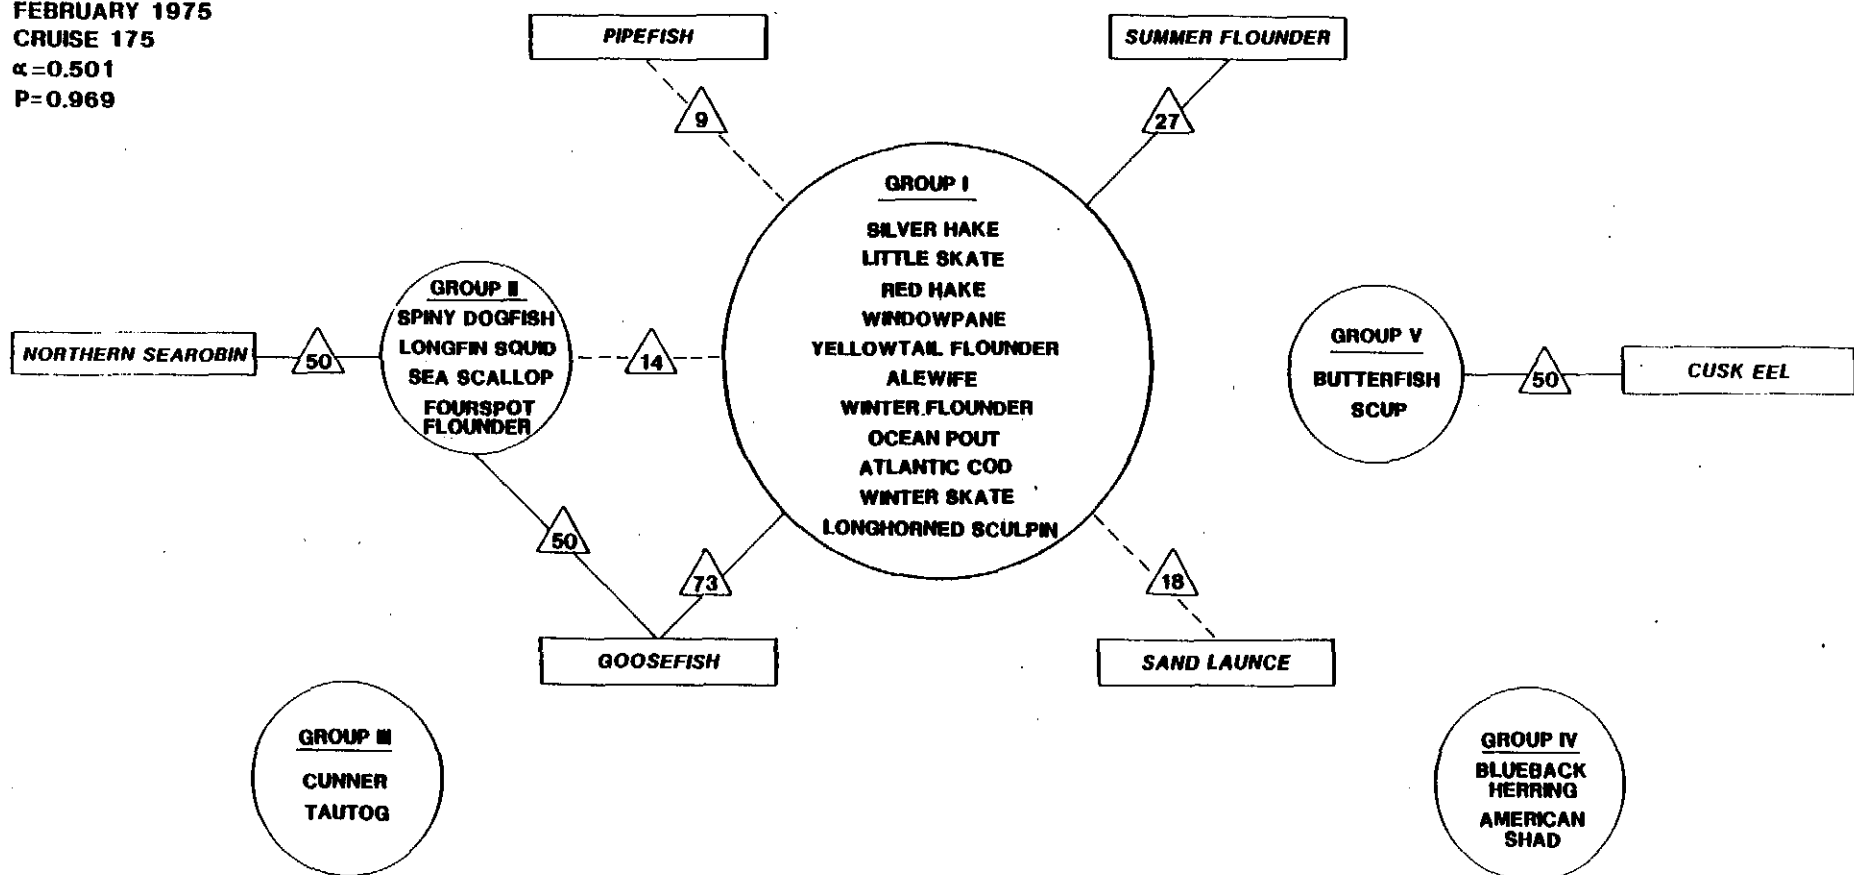 FEBRUARY 1975
CRUISE 175
α=0.501
P=0.969
PIPEFISH
SUMMER FLOUNDER
9
27
GROUP I
SILVER HAKE
LITTLE SKATE
RED HAKE
WINDOWPANE
YELLOWTAIL FLOUNDER
ALEWIFE
WINTER FLOUNDER
OCEAN POUT
ATLANTIC COD
WINTER SKATE
LONGHORNED SCULPIN
GROUP II
SPINY DOGFISH
LONGFIN SQUID
SEA SCALLOP
FOURSPOT
FLOUNDER
NORTHERN SEAROBIN
50
14
GROUP V
BUTTERFISH
SCUP
50
CUSK EEL
50
73
18
GOOSEFISH
SAND LAUNCE
GROUP III
CUNNER
TAUTOG
GROUP IV
BLUEBACK
HERRING
AMERICAN
SHAD